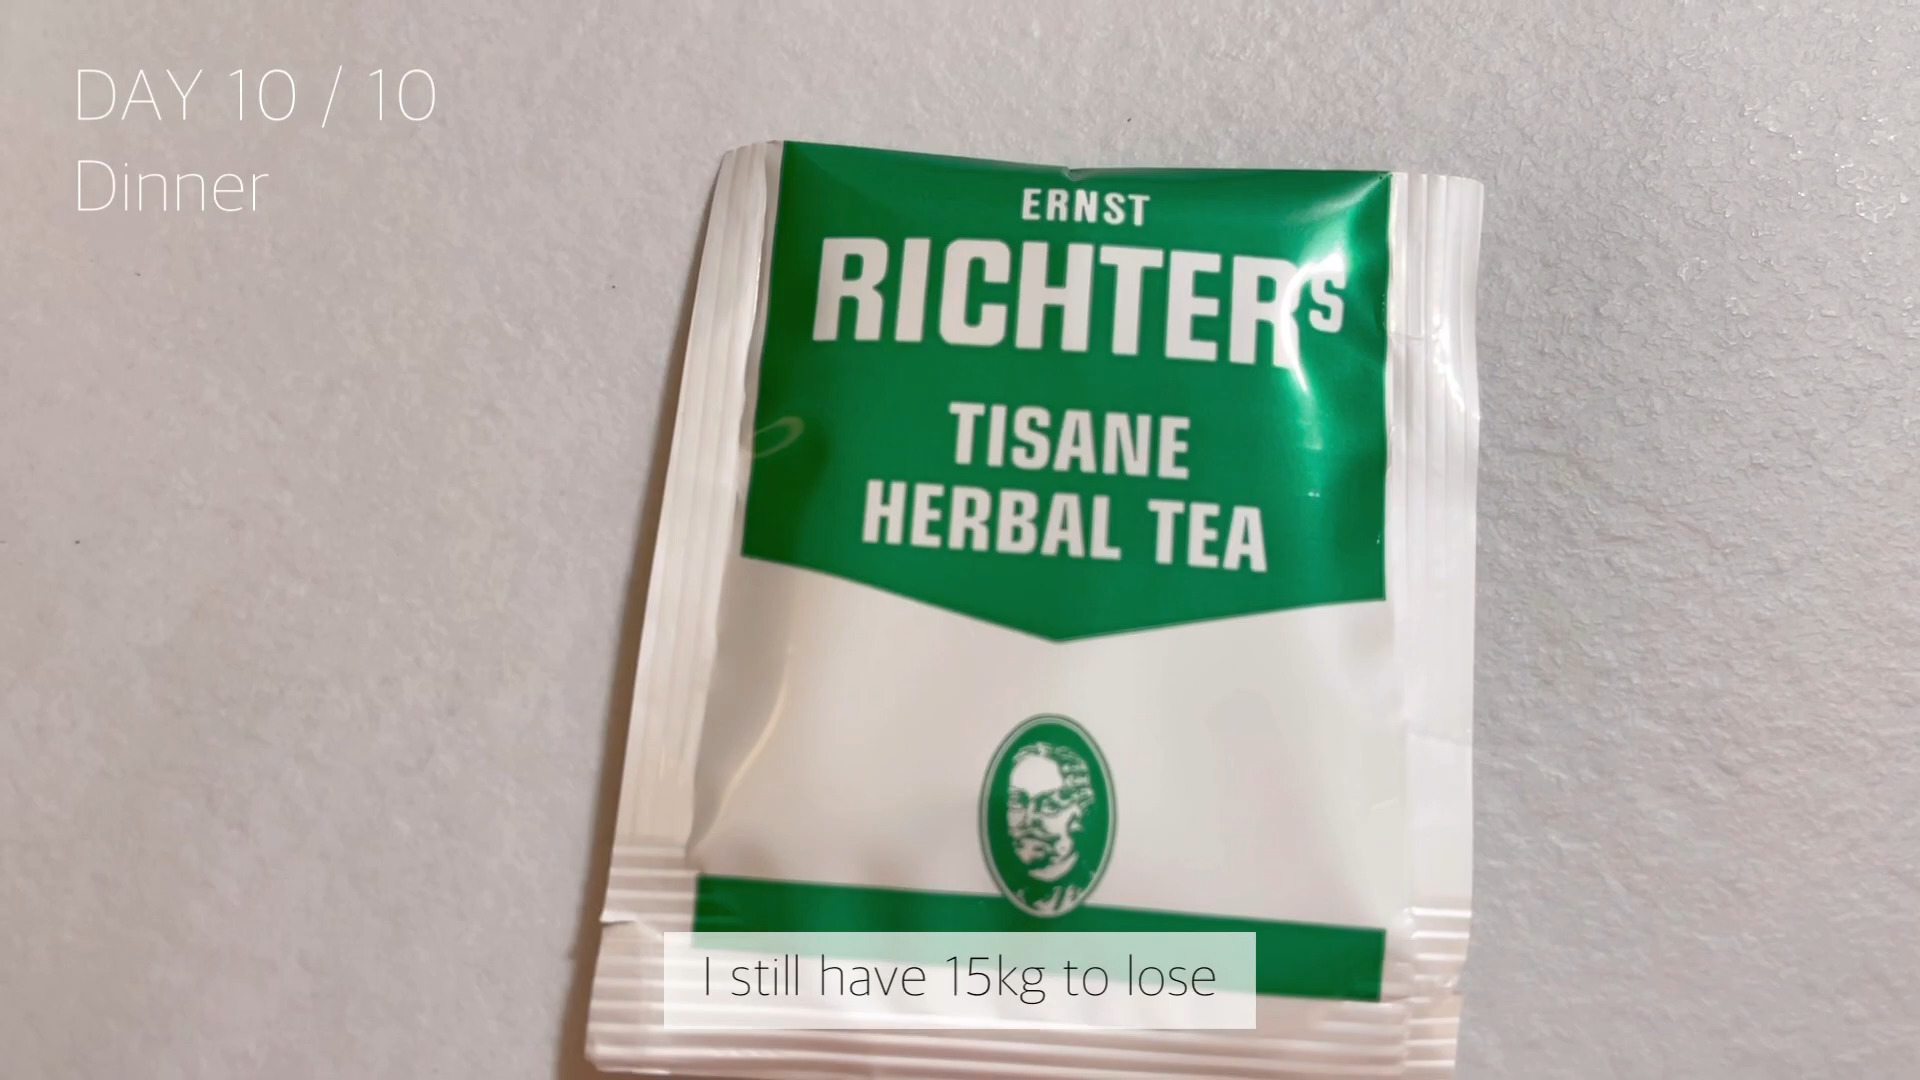 DAY 10 / 10
Dinner
ERNST
RICHTERS
TISANE
HERBAL TEA
I still have 15kg to lose